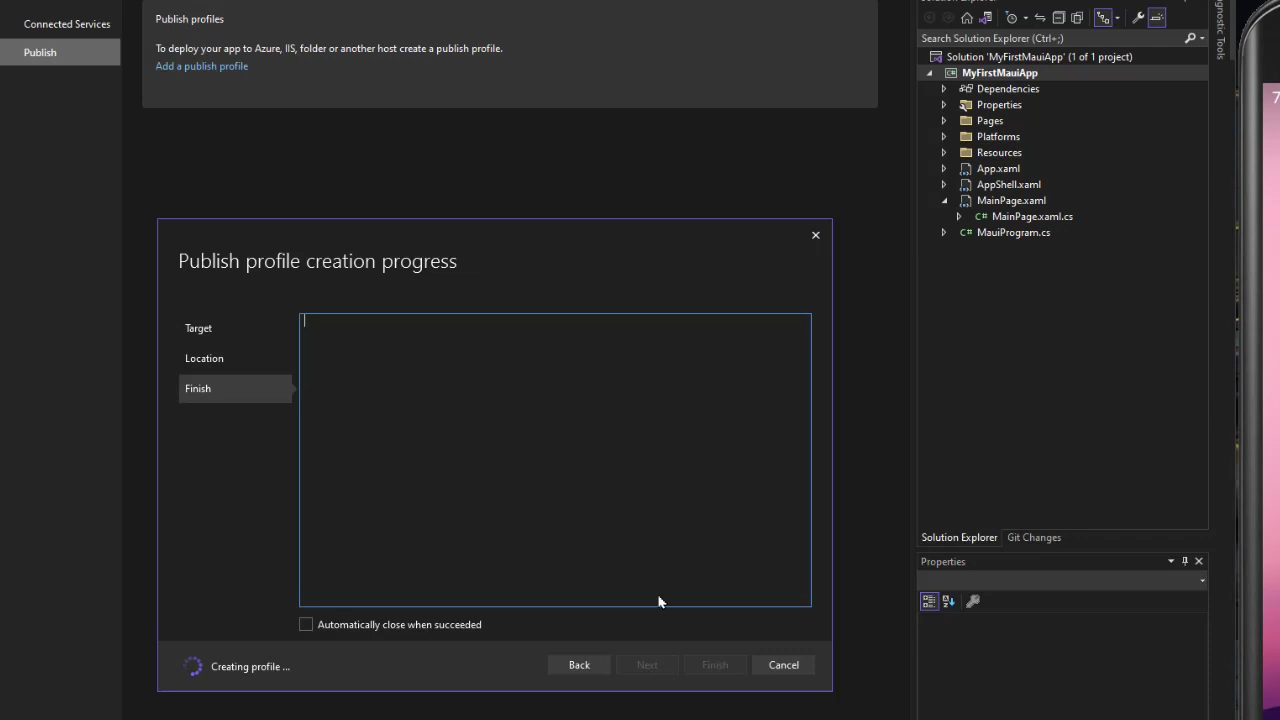 Connected Services
Publish
Publish profiles
To deploy your app to Azure, IIS, folder or another host create a publish profile.
Add a publish profile
Publish profile creation progress
Target
Location
Finish
Automatically close when succeeded
Creating profile ...
Back
Next
Finish
Cancel
Search Solution Explorer (Ctrl+;)
Solution 'MyFirstMauiApp' (1 of 1 project)
MyFirstMauiApp
Dependencies
Properties
Pages
Platforms
Resources
App.xaml
AppShell.xaml
MainPage.xaml
C# MainPage.xaml.cs
C# MauiProgram.cs
Solution Explorer
Git Changes
Properties
Diagnostic Tools
7